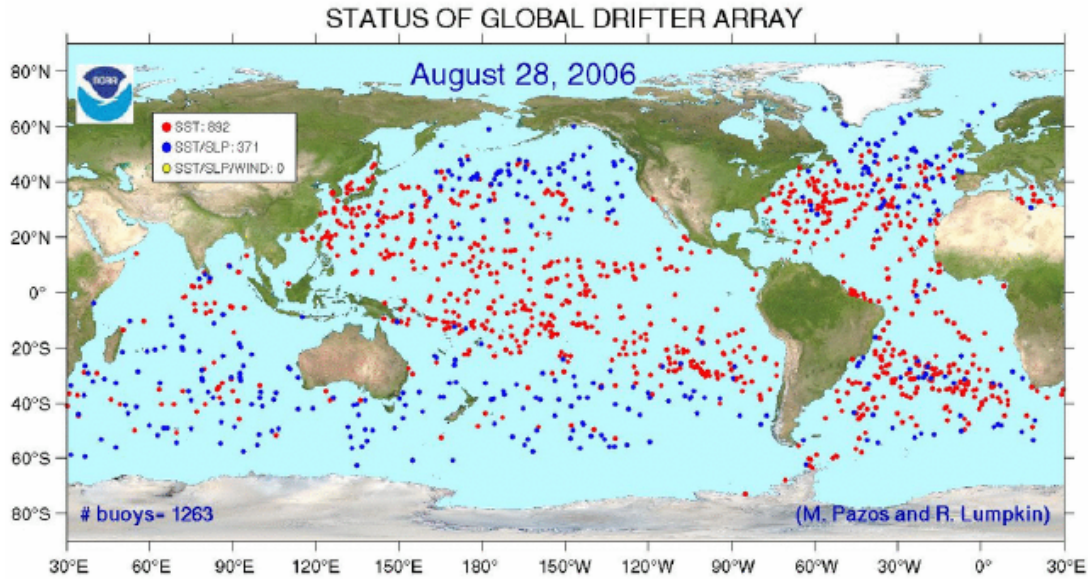 STATUS OF GLOBAL DRIFTER ARRAY
August 28, 2006
NOAA
SST: 892
SST/SLP: 371
SST/SLP/WIND: 0
80°N
60°N
40°N
20°N
0°
20°S
40°S
60°S
80°S
# buoys= 1263
(M. Pazos and R. Lumpkin)
30°E 60°E 90°E 120°E 150°E 180° 150°W 120°W 90°W 60°W 30°W 0° 30°E